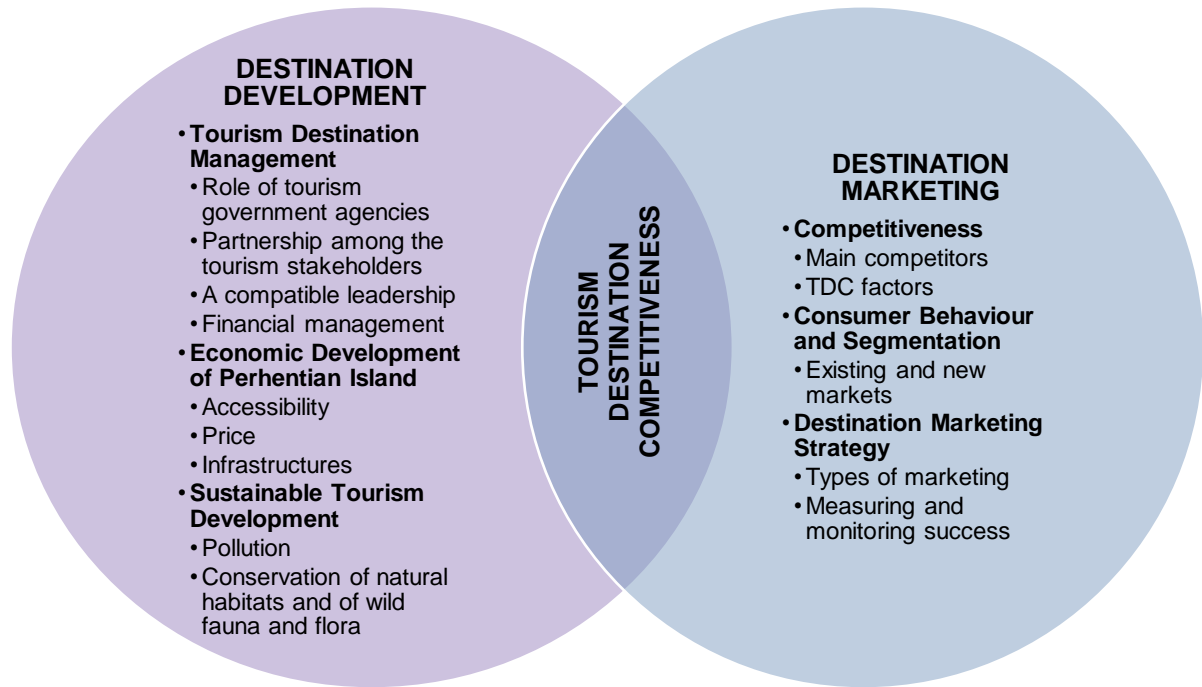 DESTINATION
DEVELOPMENT
• Tourism Destination
Management
• Role of tourism
government agencies
• Partnership among the
tourism stakeholders
• A compatible leadership
• Financial management
• Economic Development
of Perhentian Island
• Accessibility
• Price
• Infrastructures
• Sustainable Tourism
Development
• Pollution
• Conservation of natural
habitats and of wild
fauna and flora
TOURISM
DESTINATION
COMPETITIVENESS
DESTINATION
MARKETING
• Competitiveness
• Main competitors
• TDC factors
• Consumer Behaviour
and Segmentation
• Existing and new
markets
• Destination Marketing
Strategy
• Types of marketing
• Measuring and
monitoring success